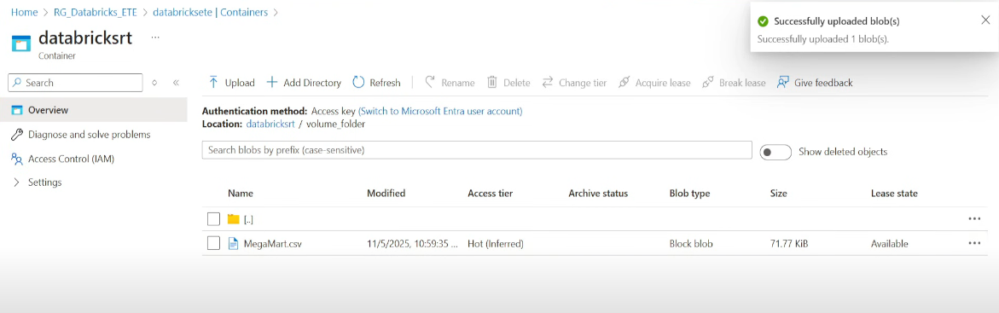 Home > RG_Databricks_ETE > databricksete | Containers >
Successfully uploaded blob(s)
Successfully uploaded 1 blob(s).
databricksrt ...
Container
Search
Upload Add Directory Refresh Rename Delete Change tier Acquire lease Break lease Give feedback
Overview
Diagnose and solve problems
Access Control (IAM)
Settings
Authentication method: Access key (Switch to Microsoft Entra user account)
Location: databricksrt / volume_folder
Search blobs by prefix (case-sensitive)
Show deleted objects
Name Modified Access tier Archive status Blob type Size Lease state
[..]
MegaMart.csv 11/5/2025, 10:59:35 ... Hot (Inferred) Block blob 71.77 KiB Available